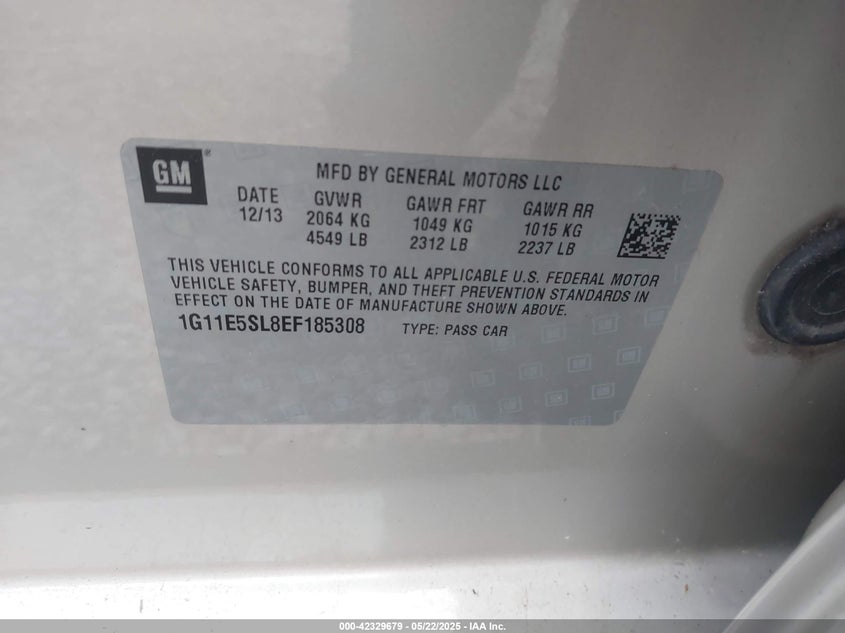 GM®
MFD BY GENERAL MOTORS LLC
DATE GVWR GAWR FRT GAWR RR
12/13 2064 KG 1049 KG 1015 KG
4549 LB 2312 LB 2237 LB
THIS VEHICLE CONFORMS TO ALL APPLICABLE U.S. FEDERAL MOTOR
VEHICLE SAFETY, BUMPER, AND THEFT PREVENTION STANDARDS IN
EFFECT ON THE DATE OF MANUFACTURE SHOWN ABOVE.
1G11E5SL8EF185308 TYPE: PASS CAR
000-42329679 - 05/22/2025 - IAA Inc.